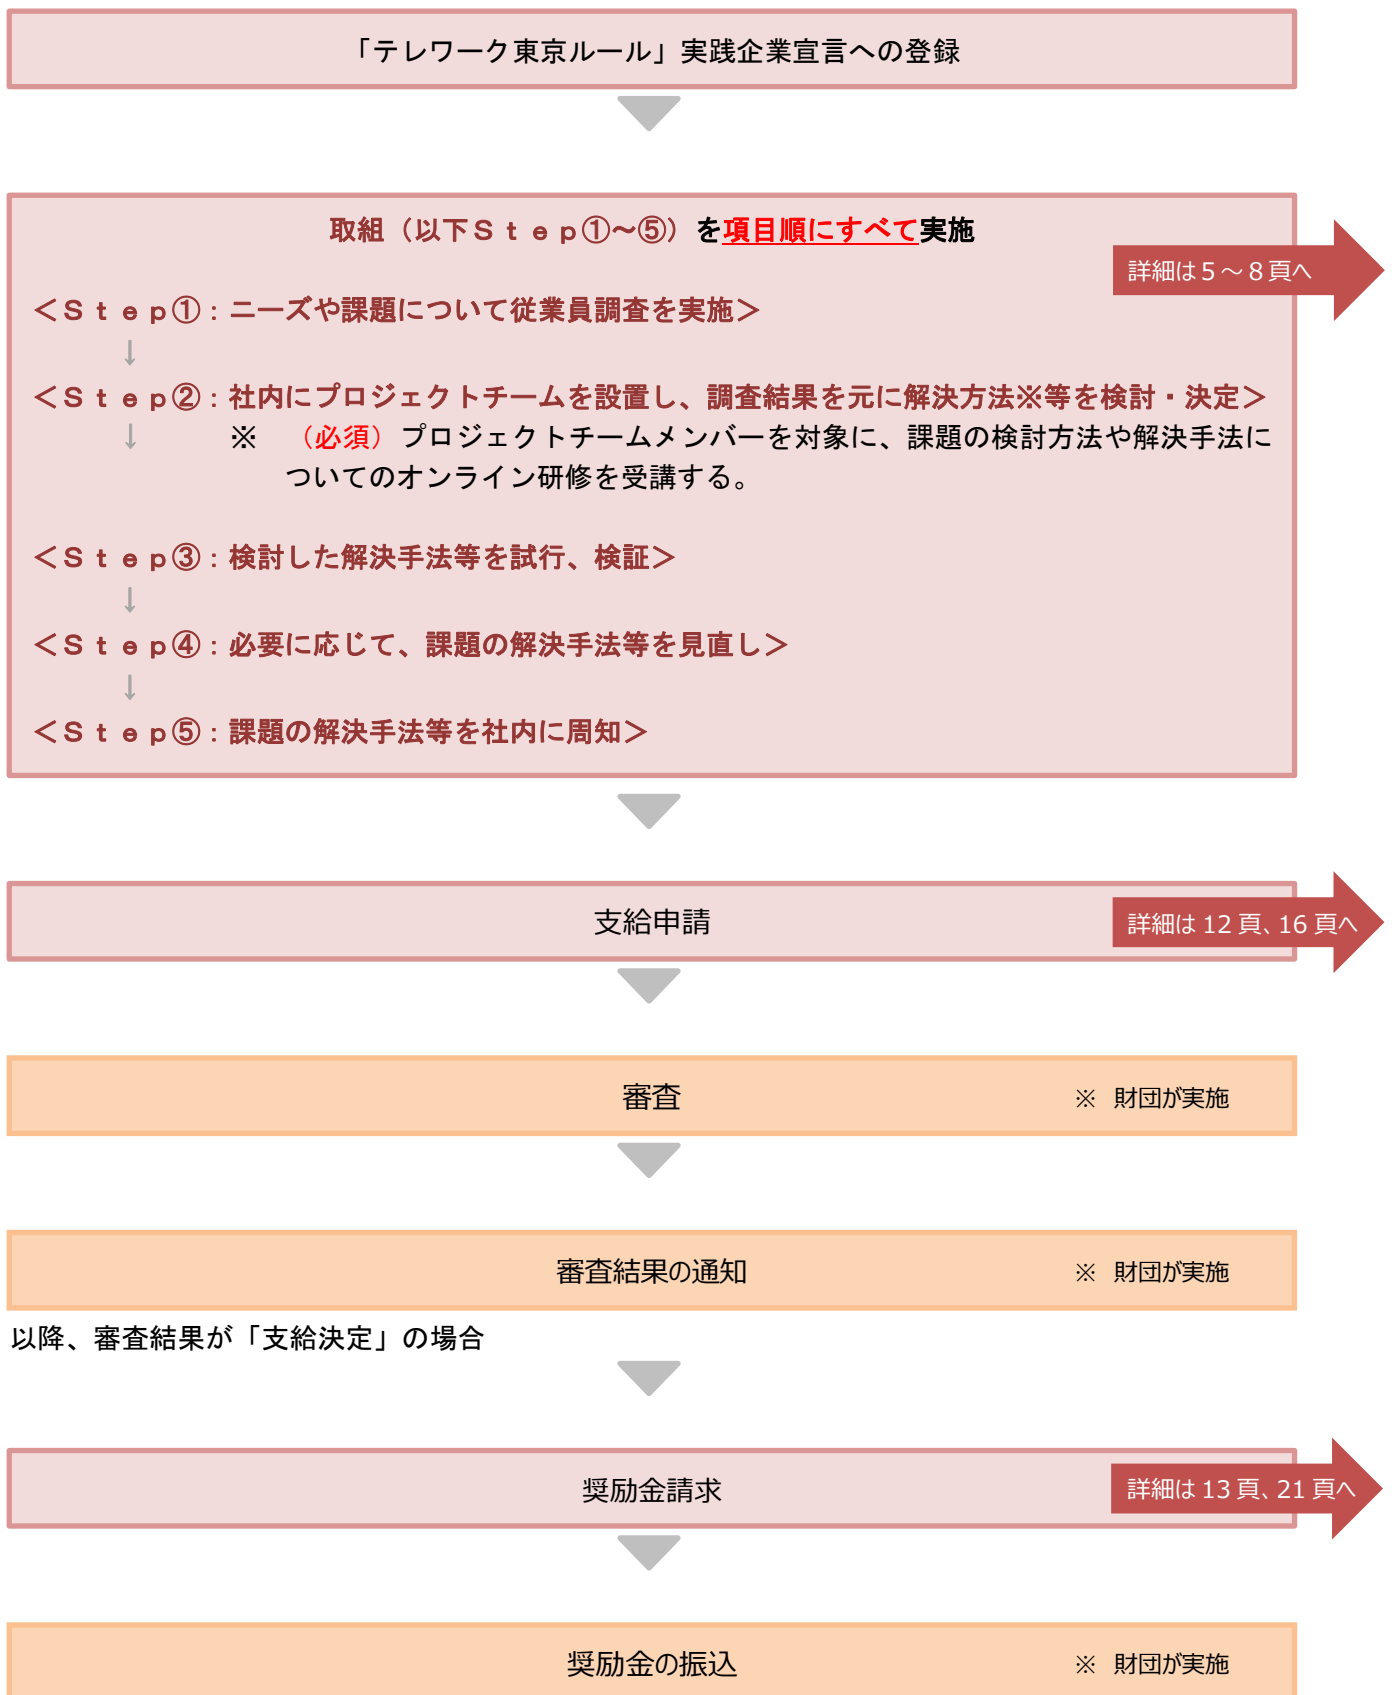 「テレワーク東京ルール」実践企業宣言への登録
取組（以下Ｓｔｅｐ①～⑤）を項目順にすべて実施
詳細は５～８頁へ
＜Ｓｔｅｐ①：ニーズや課題について従業員調査を実施＞
↓
＜Ｓｔｅｐ②：社内にプロジェクトチームを設置し、調査結果を元に解決方法※等を検討・決定＞
↓ ※ （必須）プロジェクトチームメンバーを対象に、課題の検討方法や解決手法に
ついてのオンライン研修を受講する。
＜Ｓｔｅｐ③：検討した解決手法等を試行、検証＞
↓
＜Ｓｔｅｐ④：必要に応じて、課題の解決手法等を見直し＞
↓
＜Ｓｔｅｐ⑤：課題の解決手法等を社内に周知＞
支給申請
詳細は 12 頁、16 頁へ
審査 ※ 財団が実施
審査結果の通知 ※ 財団が実施
以降、審査結果が「支給決定」の場合
奨励金請求
詳細は 13 頁、21 頁へ
奨励金の振込 ※ 財団が実施